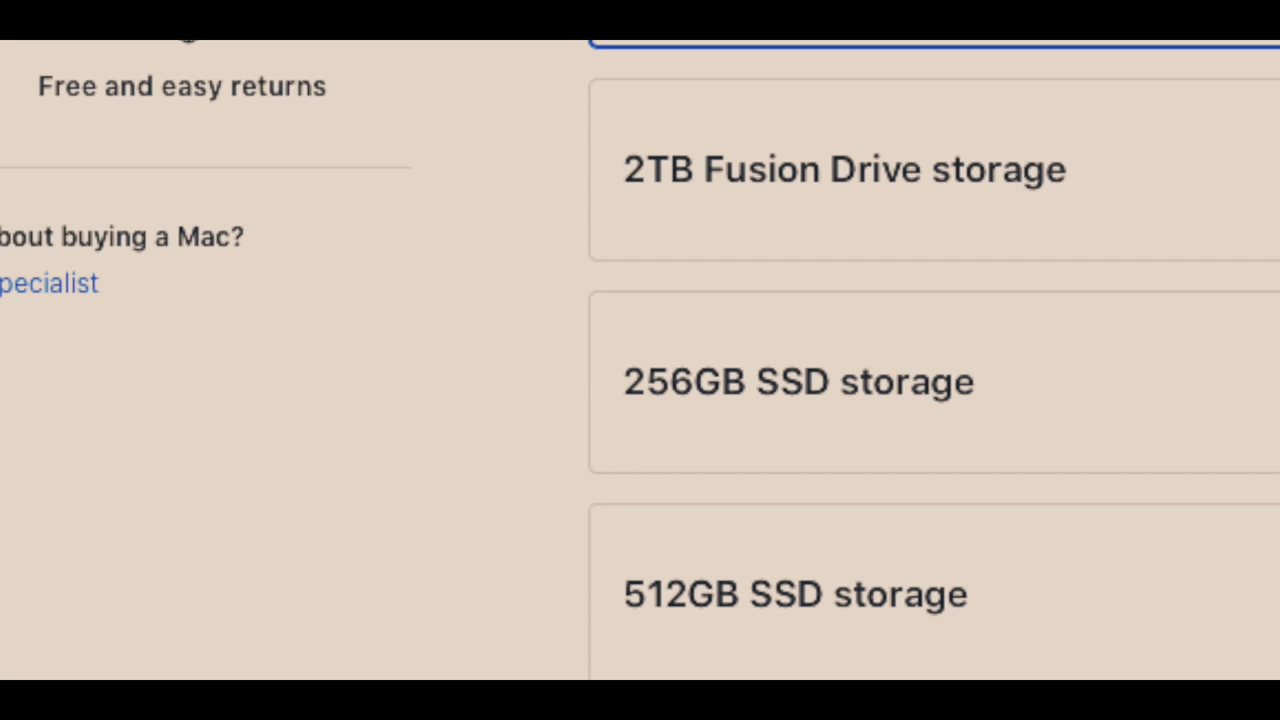 Free and easy returns
bout buying a Mac?
pecialist
2TB Fusion Drive storage
256GB SSD storage
512GB SSD storage